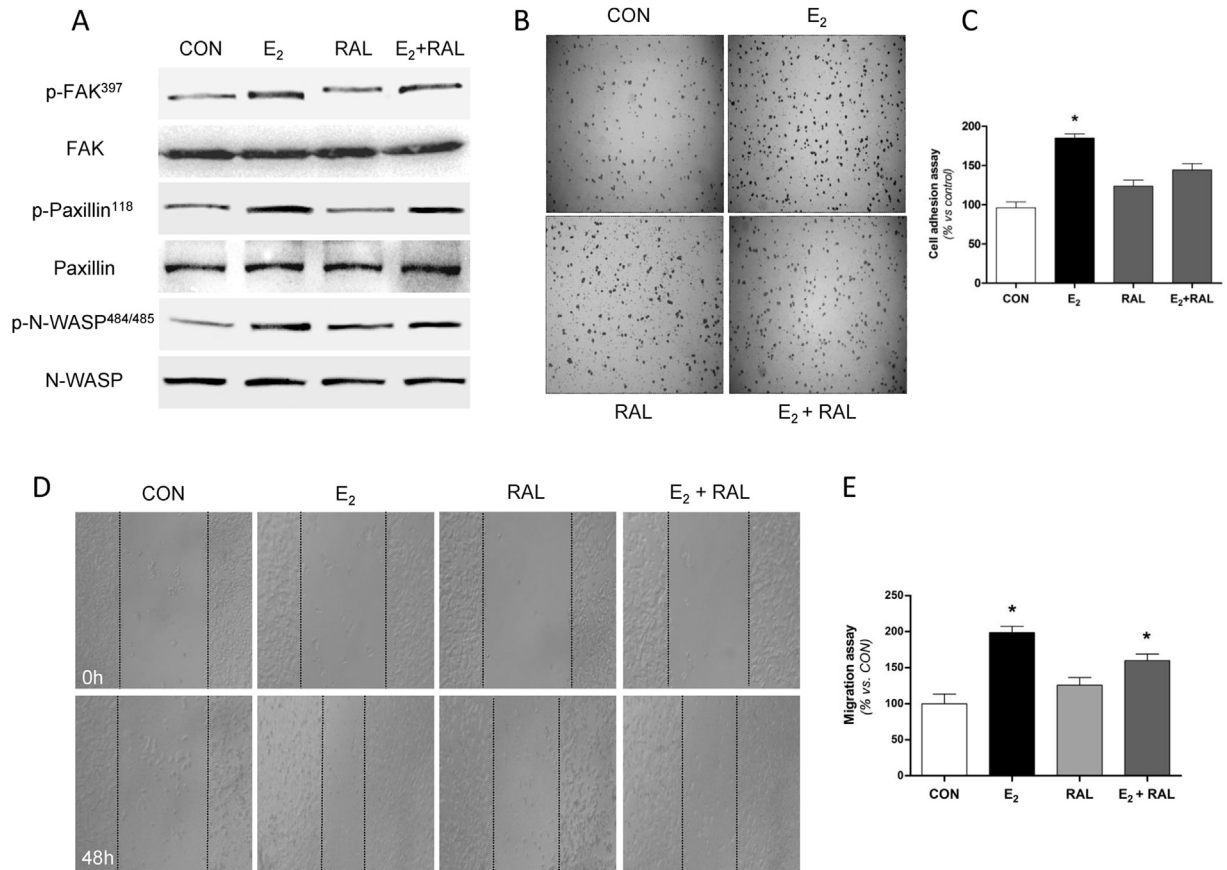 A
CON E₂ RAL E₂+RAL
p-FAK³⁹⁷
FAK
p-Paxillin¹¹⁸
Paxillin
p-N-WASP⁴⁸⁴/⁴⁸⁵
N-WASP
B
CON E₂
RAL E₂ + RAL
C
Cell adhesion assay
(% vs control)
200
150
100
50
0
*
CON E₂ RAL E₂+RAL
D
CON E₂ RAL E₂ + RAL
0h
48h
E
Migration assay
(% vs. CON)
250
200
150
100
50
0
* *
CON E₂ RAL E₂ + RAL